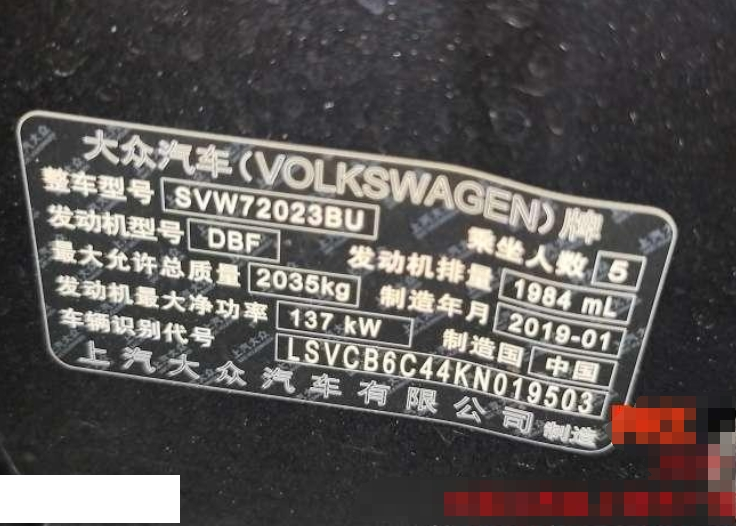 大众汽车(VOLKSWAGEN)牌
整车型号 SVW72023BU 乘坐人数 5
发动机型号 DBF 发动机排量 1984 mL
最大允许总质量 2035kg 制造年月 2019-01
发动机最大净功率 137 kW 制造国 中国
车辆识别代号 LSVCB6C44KN019503
上汽大众汽车有限公司 制造